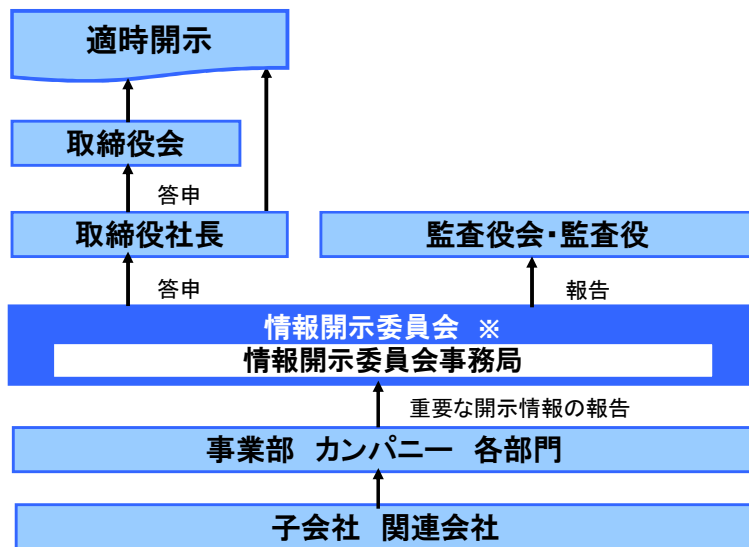 適時開示
取締役会
答申
取締役社長
監査役会・監査役
答申
報告
情報開示委員会 ※
情報開示委員会事務局
重要な開示情報の報告
事業部 カンパニー 各部門
子会社 関連会社